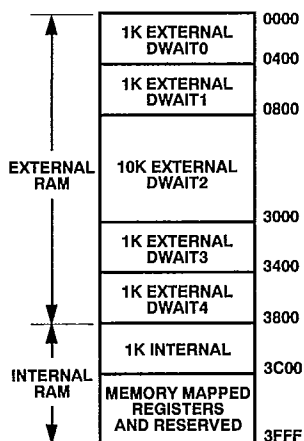 0000
1K EXTERNAL
DWAIT0
0400
1K EXTERNAL
DWAIT1
0800
EXTERNAL
RAM
10K EXTERNAL
DWAIT2
3000
1K EXTERNAL
DWAIT3
3400
1K EXTERNAL
DWAIT4
3800
1K INTERNAL
3C00
INTERNAL
RAM
MEMORY MAPPED
REGISTERS
AND RESERVED
3FFF